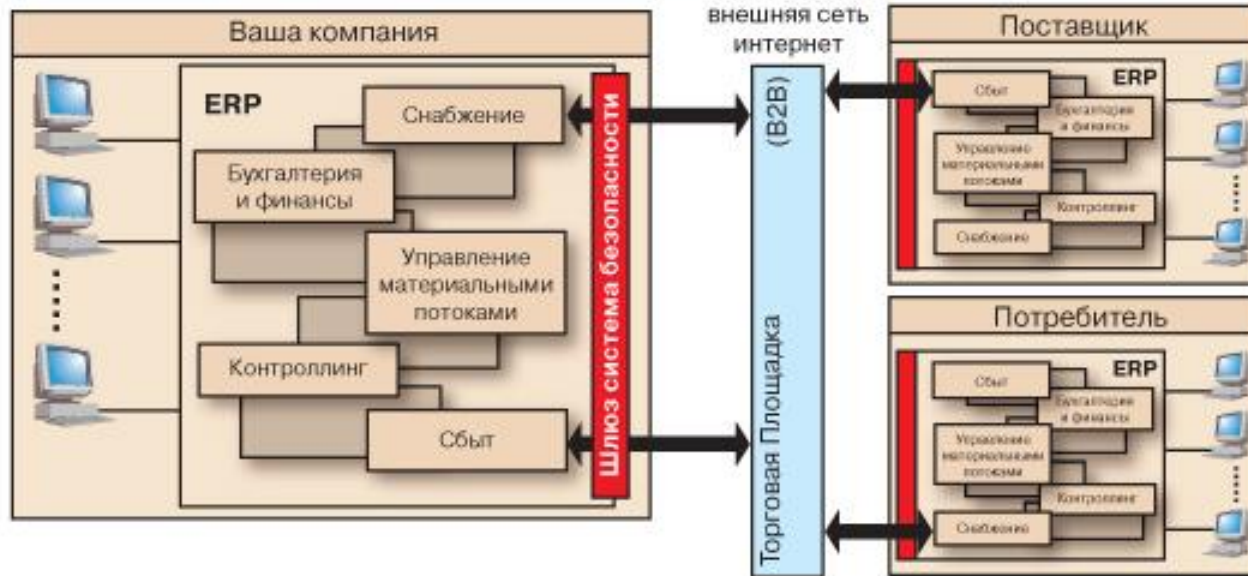 Ваша компания
ERP
Снабжение
Бухгалтерия
и финансы
Управление
материальными
потоками
Контроллинг
Сбыт
Шлюз система безопасности
внешняя сеть
интернет
Торговая Площадка (B2B)
Поставщик
ERP
Сбыт
Бухгалтерия
и финансы
Управление
материальными
потоками
Контроллинг
Снабжение
Потребитель
ERP
Сбыт
Бухгалтерия
и финансы
Управление
материальными
потоками
Контроллинг
Снабжение